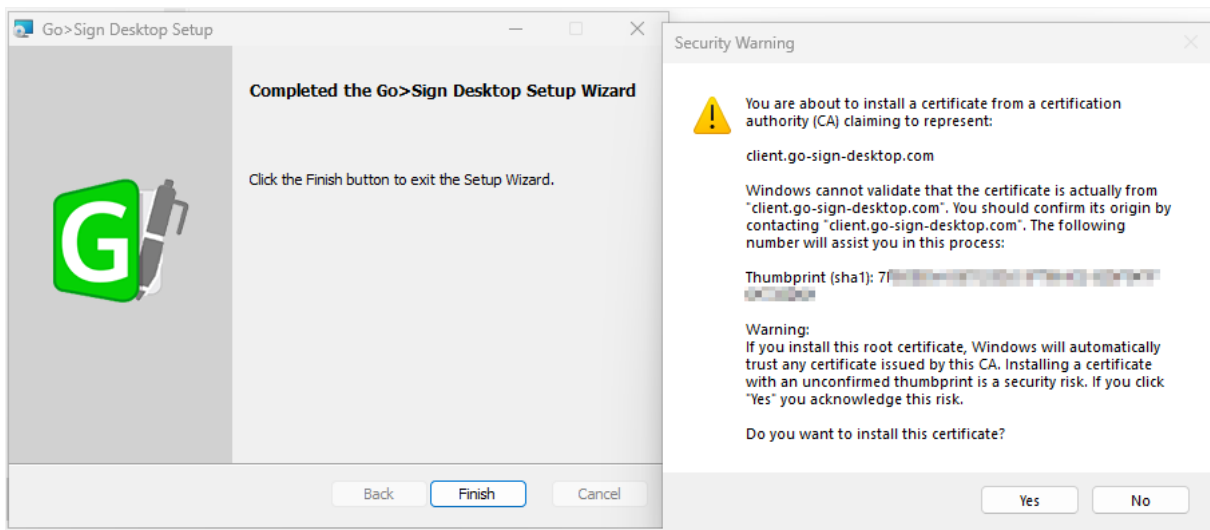 Go>Sign Desktop Setup
Completed the Go>Sign Desktop Setup Wizard
Click the Finish button to exit the Setup Wizard.
G
Back
Finish
Cancel
Security Warning
You are about to install a certificate from a certification
authority (CA) claiming to represent:
client.go-sign-desktop.com
Windows cannot validate that the certificate is actually from
"client.go-sign-desktop.com". You should confirm its origin by
contacting "client.go-sign-desktop.com". The following
number will assist you in this process:
Thumbprint (sha1):
Warning:
If you install this root certificate, Windows will automatically
trust any certificate issued by this CA. Installing a certificate
with an unconfirmed thumbprint is a security risk. If you click
"Yes" you acknowledge this risk.
Do you want to install this certificate?
Yes
No